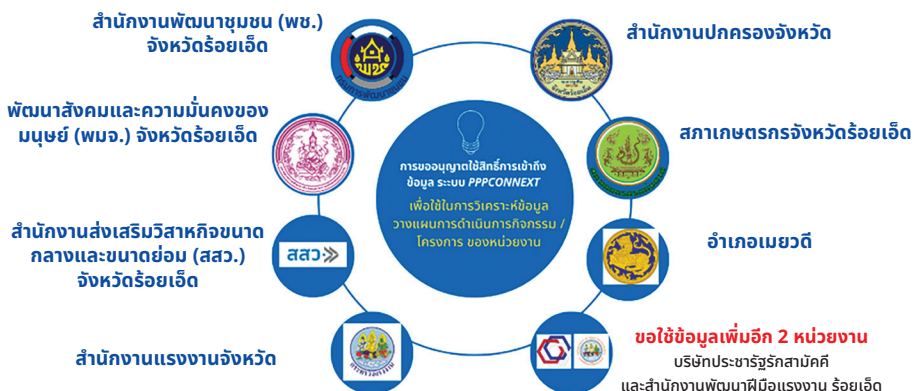 สำนักงานพัฒนาชุมชน (พช.)
จังหวัดร้อยเอ็ด
สำนักงานปกครองจังหวัด
พัฒนาสังคมและความมั่นคงของ
มนุษย์ (พมจ.) จังหวัดร้อยเอ็ด
สภาเกษตรกรจังหวัดร้อยเอ็ด
การขออนุญาตใช้สิทธิ์การเข้าถึง
ข้อมูล ระบบ PPPCONNEXT
เพื่อใช้ในการวิเคราะห์ข้อมูล
วางแผนการดำเนินการกิจกรรม /
โครงการ ของหน่วยงาน
สำนักงานส่งเสริมวิสาหกิจขนาด
กลางและขนาดย่อม (สสว.)
จังหวัดร้อยเอ็ด
สสว
อำเภอเมยวดี
สำนักงานแรงงานจังหวัด
ขอใช้ข้อมูลเพิ่มอีก 2 หน่วยงาน
บริษัทประชารัฐรักสามัคคี
และสำนักงานพัฒนาฝีมือแรงงาน ร้อยเอ็ด
กรมการพัฒนาชุมชน